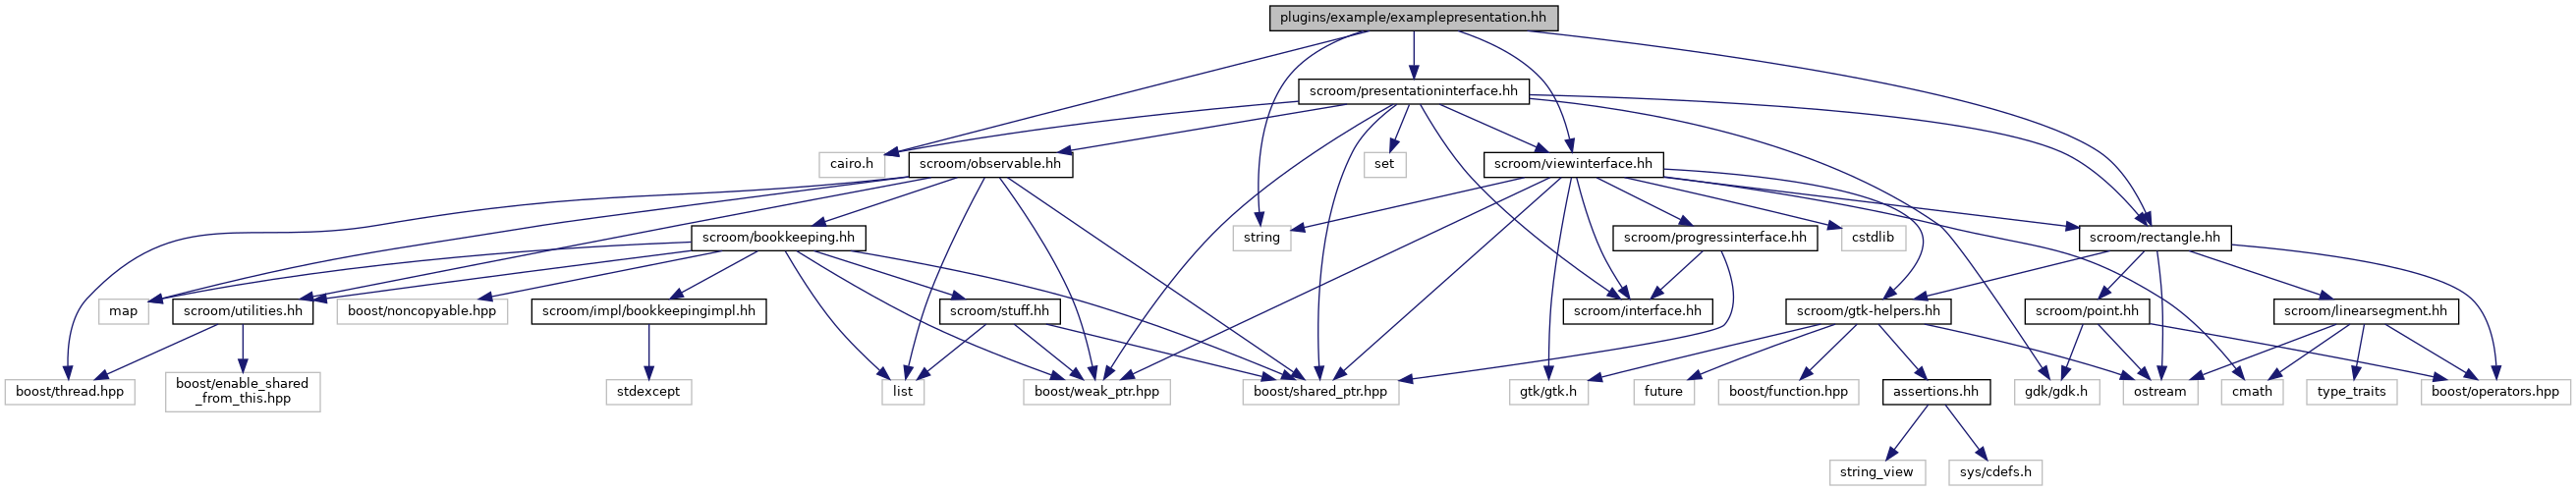 plugins/example/examplepresentation.hh
scroom/presentationinterface.hh
cairo.h
scroom/observable.hh
set
scroom/viewinterface.hh
scroom/bookkeeping.hh
string
scroom/progressinterface.hh
cstdlib
scroom/rectangle.hh
map
scroom/utilities.hh
boost/noncopyable.hpp
scroom/impl/bookkeepingimpl.hh
scroom/stuff.hh
scroom/interface.hh
scroom/gtk-helpers.hh
scroom/point.hh
scroom/linearsegment.hh
boost/thread.hpp
boost/enable_shared
_from_this.hpp
stdexcept
list
boost/weak_ptr.hpp
boost/shared_ptr.hpp
gtk/gtk.h
future
boost/function.hpp
assertions.hh
gdk/gdk.h
ostream
cmath
type_traits
boost/operators.hpp
string_view
sys/cdefs.h